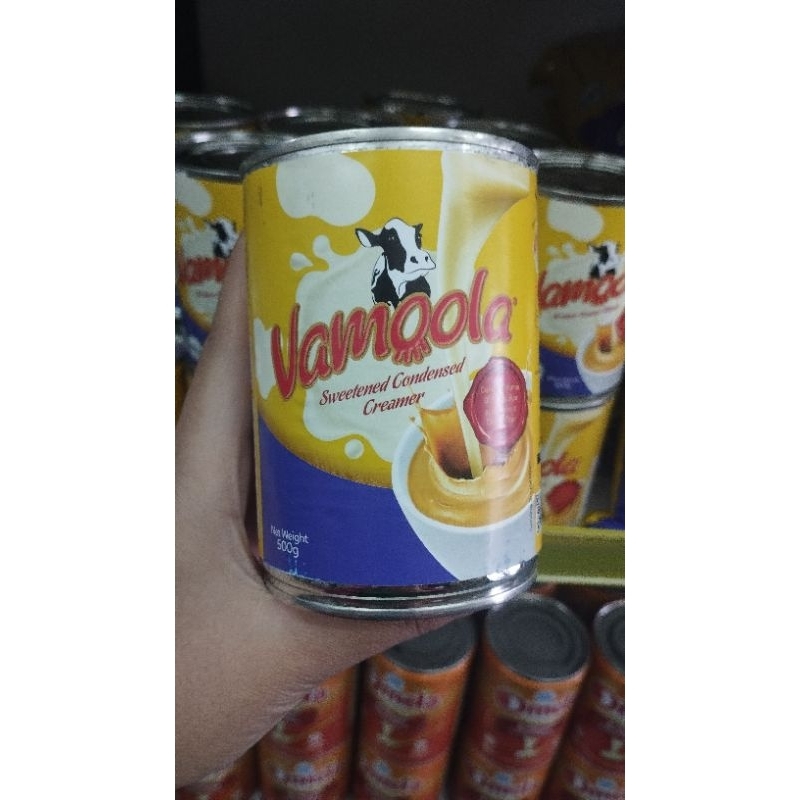 Vamoola
Sweetened Condensed
Creamer
Net Weight
500g